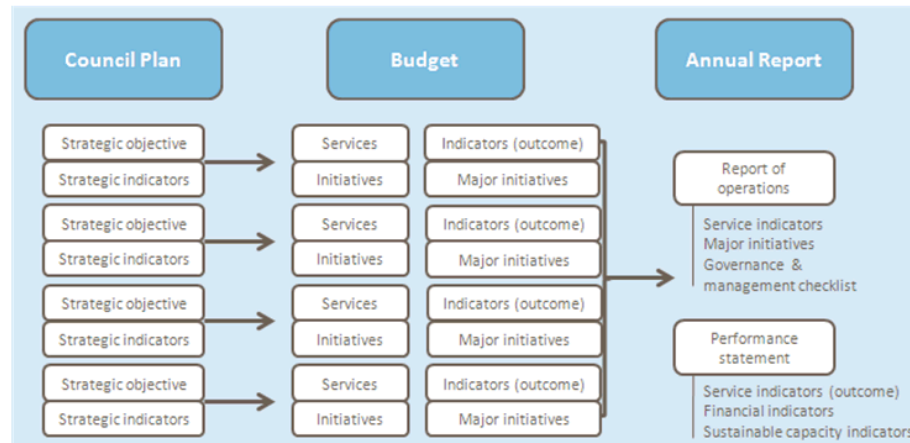 Council Plan
Budget
Annual Report
Strategic objective
Strategic indicators
Services
Indicators (outcome)
Initiatives
Major initiatives
Strategic objective
Strategic indicators
Services
Indicators (outcome)
Initiatives
Major initiatives
Strategic objective
Strategic indicators
Services
Indicators (outcome)
Initiatives
Major initiatives
Strategic objective
Strategic indicators
Services
Indicators (outcome)
Initiatives
Major initiatives
Report of
operations
Service indicators
Major initiatives
Governance &
management checklist
Performance
statement
Service indicators (outcome)
Financial indicators
Sustainable capacity indicators